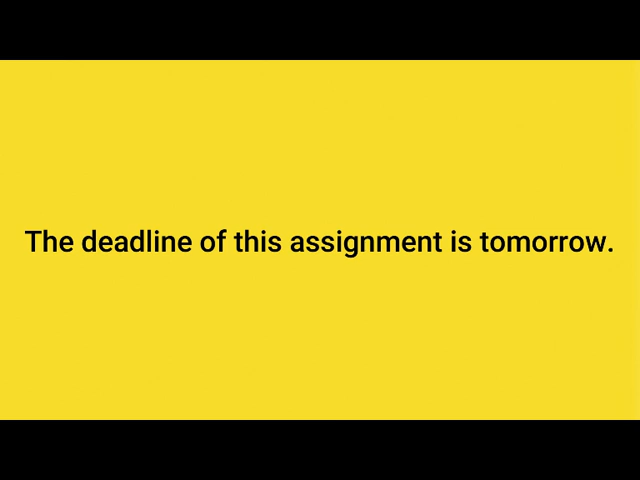 The deadline of this assignment is tomorrow.